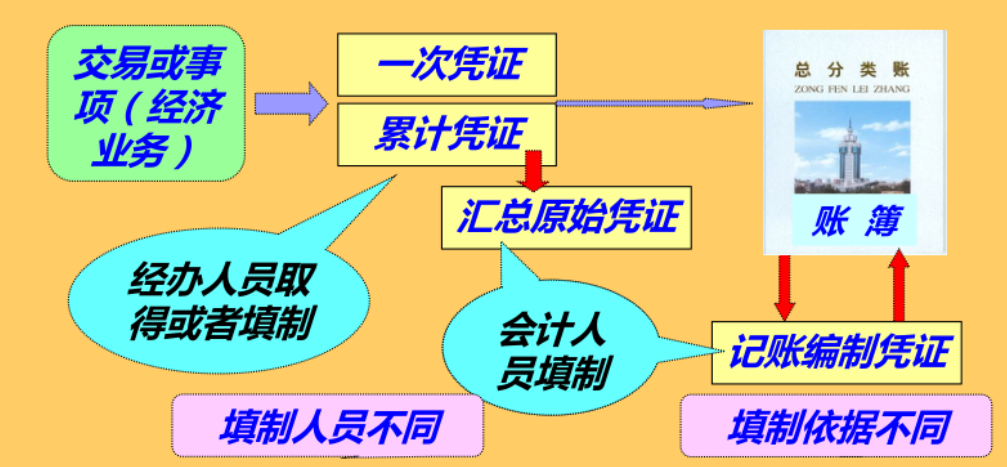 交易或事
项（经济
业务）
一次凭证
累计凭证
汇总原始凭证
总分类账
ZONG FEN LEI ZHANG
账簿
经办人员取
得或者填制
会计人
员填制
记账编制凭证
填制人员不同
填制依据不同